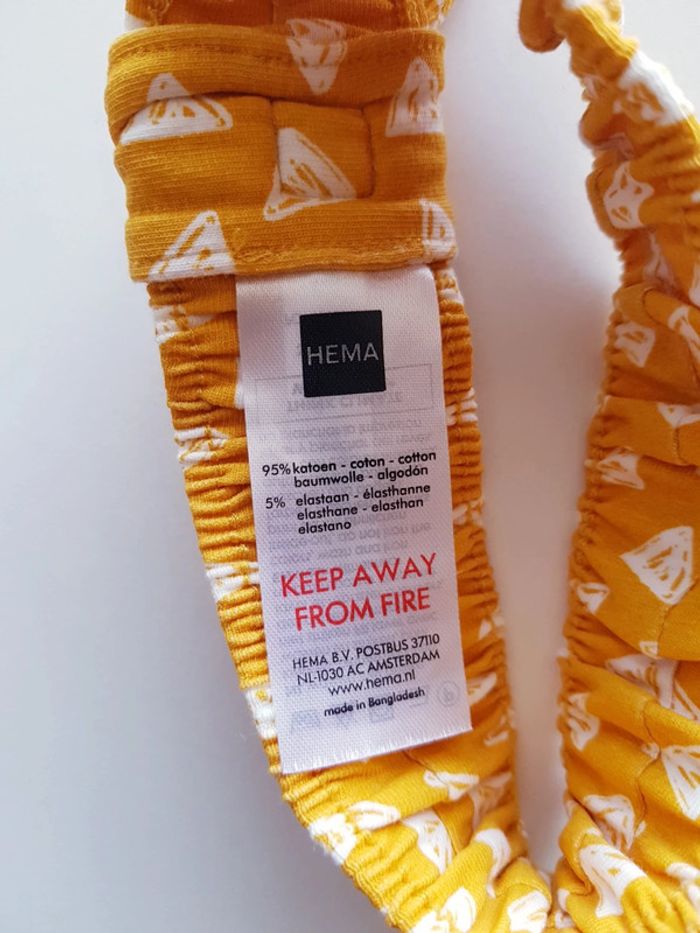 HEMA
95% katoen - coton - cotton
baumwolle - algodón
5% elastaan - élasthanne
elasthane - elasthan
elastano
KEEP AWAY
FROM FIRE
HEMA B.V. POSTBUS 37110
NL-1030 AC AMSTERDAM
www.hema.nl
made in Bangladesh